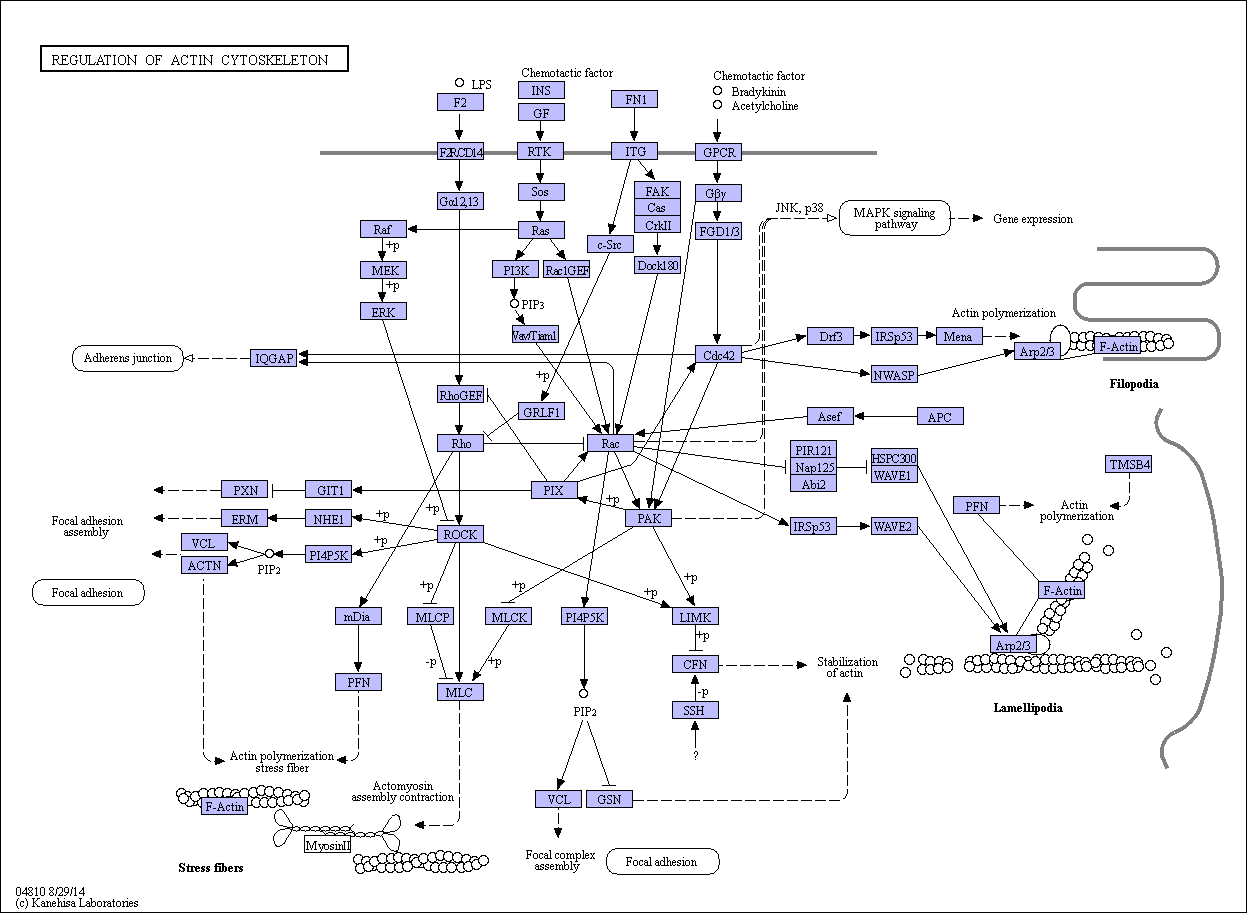 REGULATION OF ACTIN CYTOSKELETON
Chemotactic factor
Chemotactic factor
LPS
INS
Bradykinin
F2
FN1
Acetylcholine
GF
F2RCD14
RTK
ITG
GPCR
Gα12,13
Sos
FAK
Gβγ
Cas
JNK, p38
MAPK signaling
pathway
Gene expression
Raf
Ras
CrkII
FGD1/3
+p
c-Src
MEK
PI3K
Rac1GEF
Dock180
+p
ERK
PIP3
Actin polymerization
Vav/Tiam1
Drf3
IRSp53
Mena
F-Actin
Adherens junction
IQGAP
Cdc42
Arp2/3
+p
NWASP
Filopodia
RhoGEF
GRLF1
Asef
APC
Rho
Rac
PIR121
HSPC300
TMSB4
Nap125
WAVE1
Abi2
PXN
GIT1
PIX
+p
PFN
Actin
polymerization
Focal adhesion
assembly
ERM
NHE1
+p
+p
PAK
IRSp53
WAVE2
ROCK
VCL
+p
PI4P5K
ACTN
PIP2
Focal adhesion
+p
+p
+p
+p
F-Actin
mDia
MLCP
MLCK
PI4P5K
LIMK
+p
Arp2/3
-p
+p
CFN
Stabilization
of actin
PFN
MLC
-p
PIP2
SSH
Lamellipodia
?
Actin polymerization
stress fiber
Actomyosin
assembly contraction
F-Actin
VCL
GSN
MyosinII
Focal complex
assembly
Focal adhesion
Stress fibers
04810 8/29/14
(c) Kanehisa Laboratories